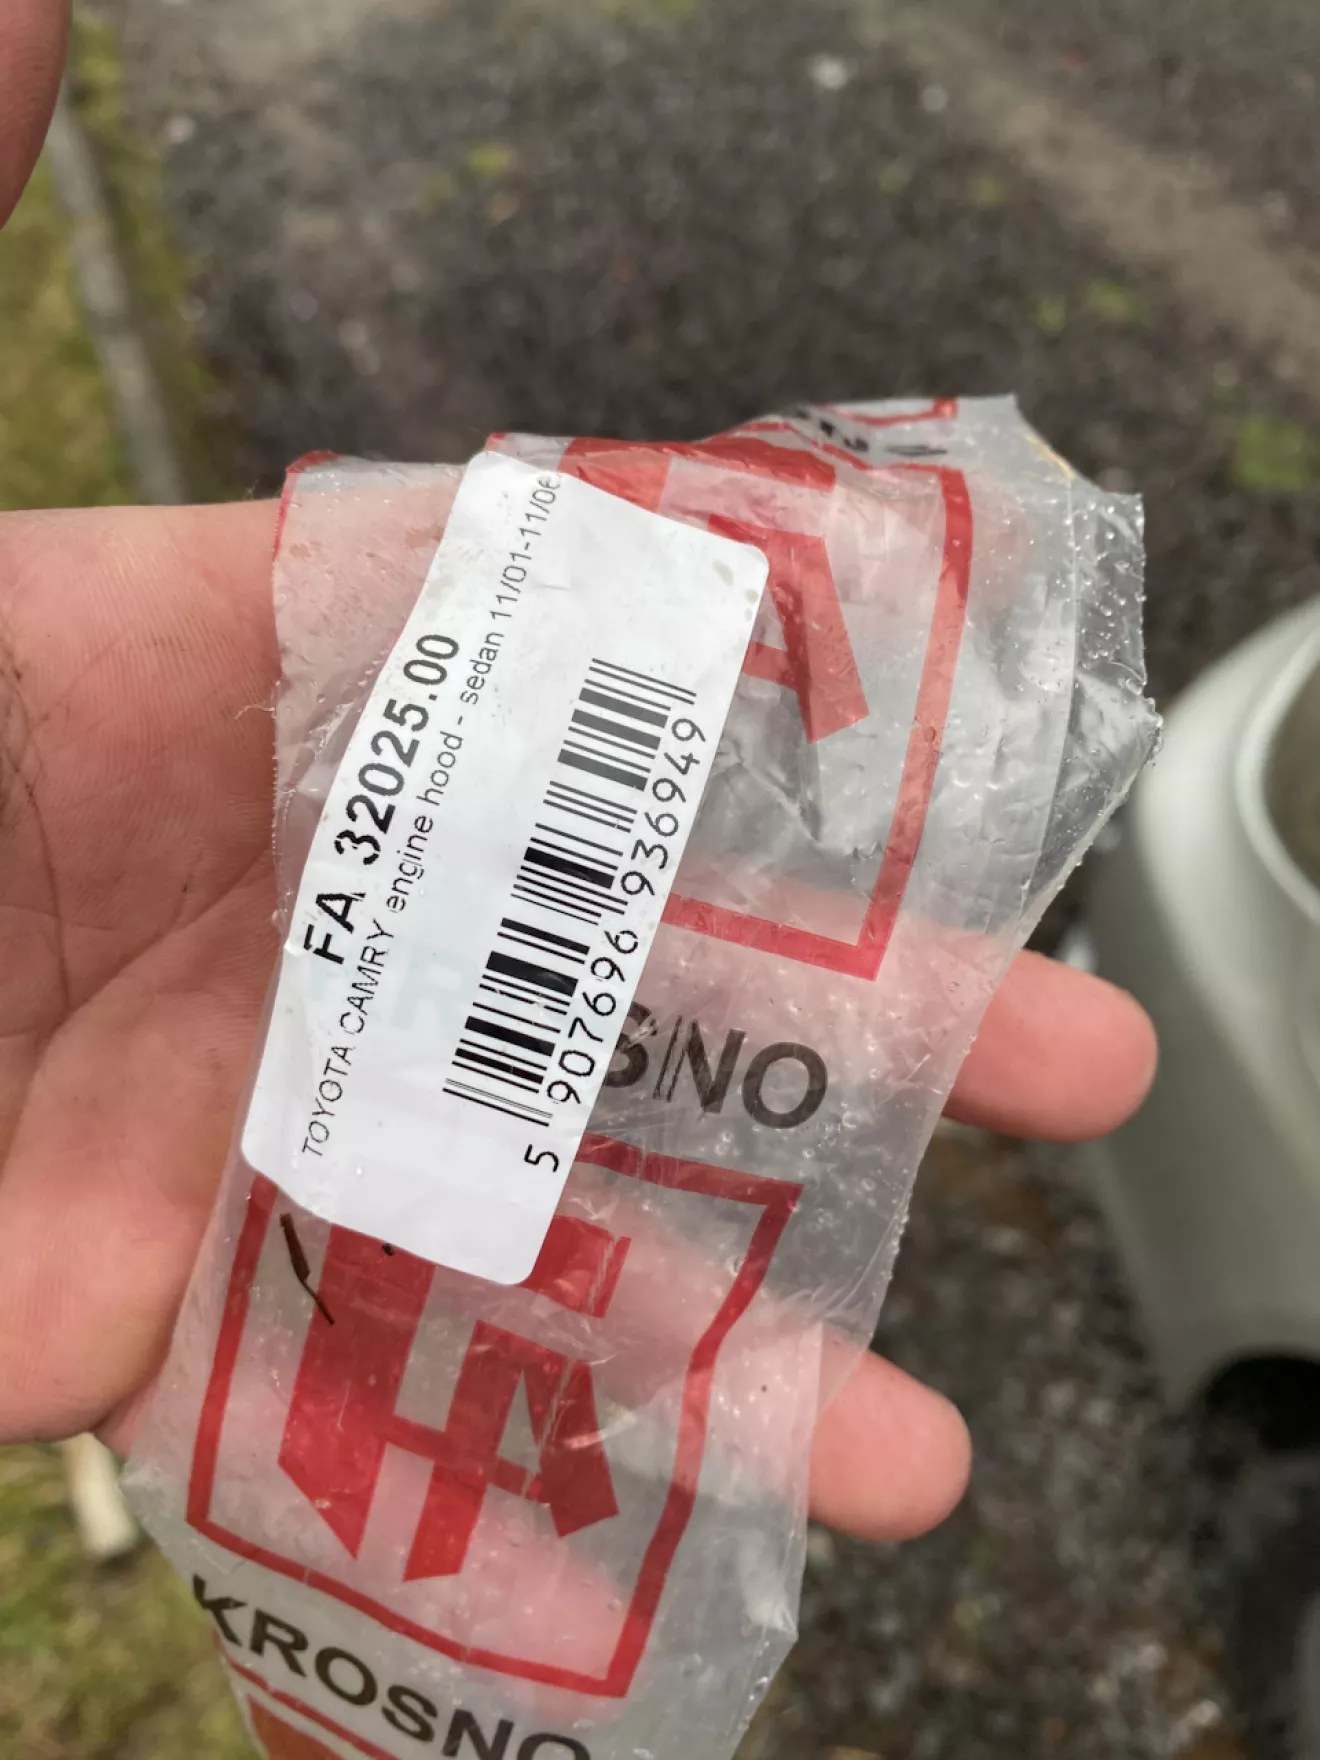 FA 32025.00
TOYOTA CAMRY engine hood - sedan 11/01-11/06
5 907696 936949
SNO
KROSNO